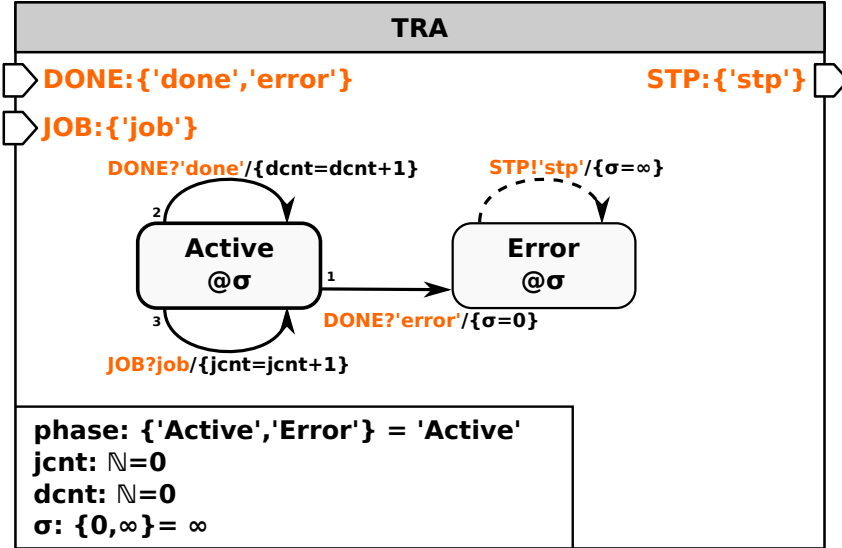 TRA
DONE:{'done','error'}
STP:{'stp'}
JOB:{'job'}
DONE?'done'/{dcnt=dcnt+1}
STP!'stp'/{σ=∞}
2
Active
@σ
Error
@σ
1
3
DONE?'error'/{σ=0}
JOB?job/{jcnt=jcnt+1}
phase: {'Active','Error'} = 'Active'
jcnt: ℕ=0
dcnt: ℕ=0
σ: {0,∞}= ∞